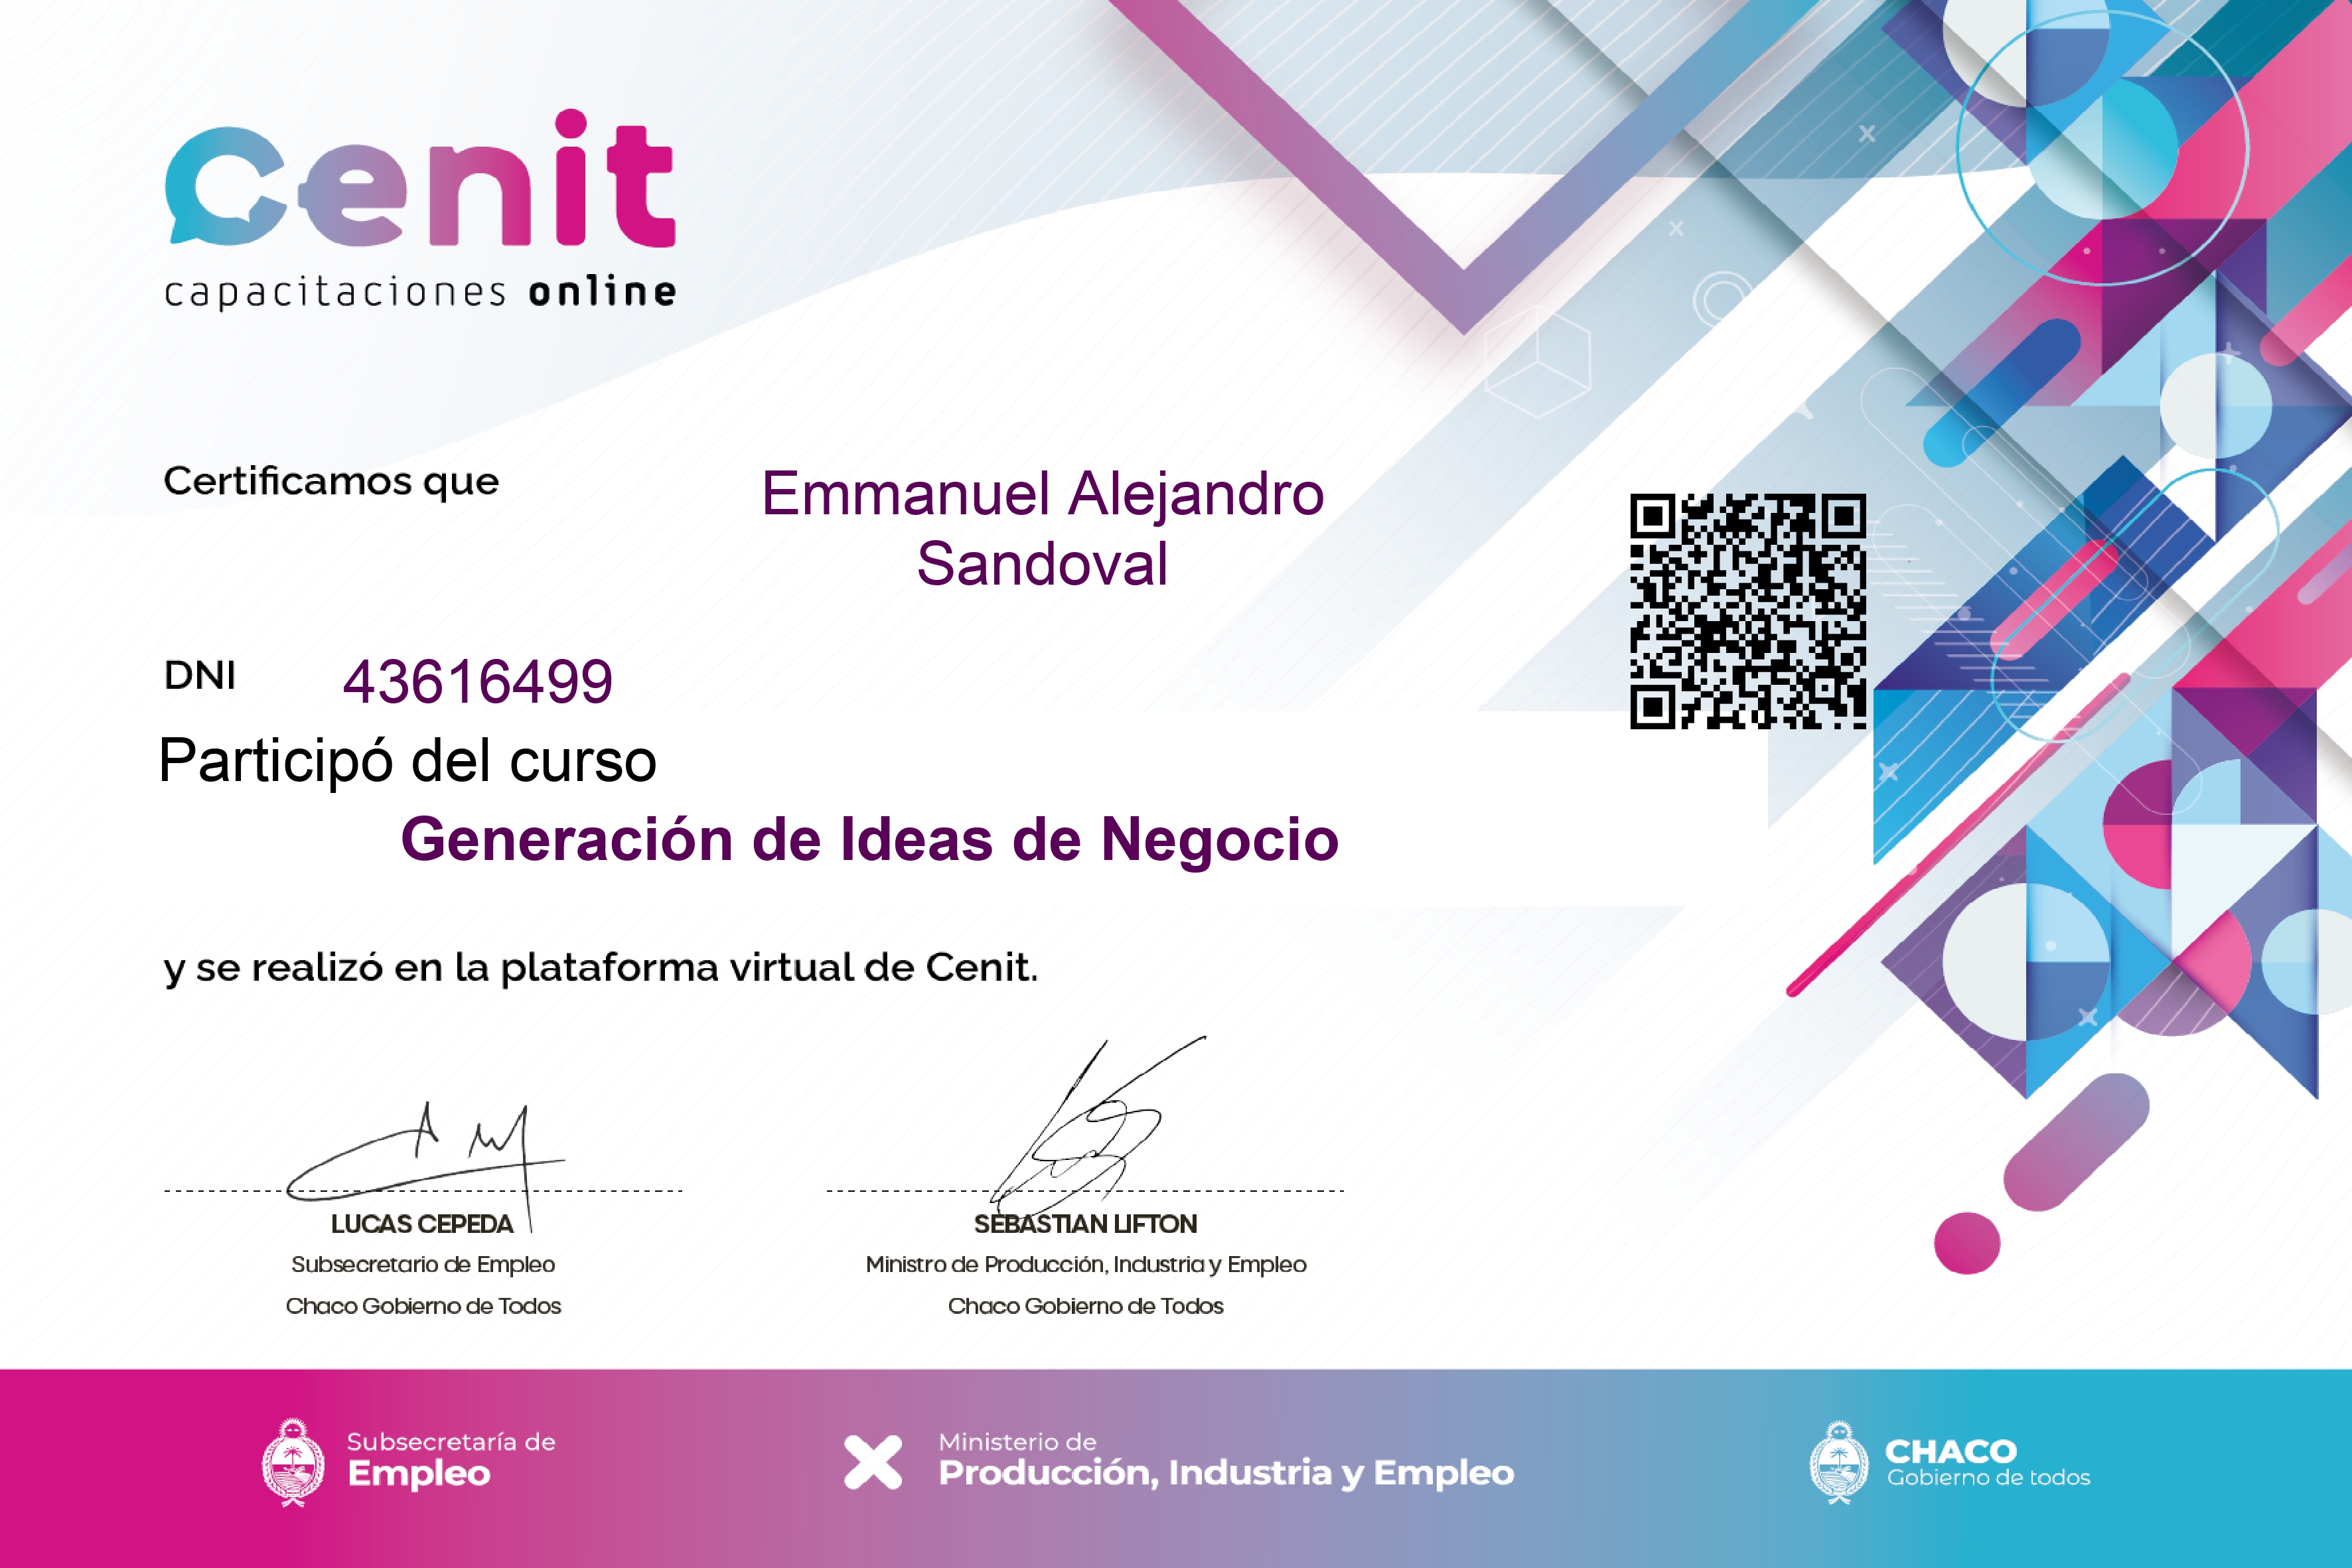 cenit
capacitaciones online
Certificamos que
Emmanuel Alejandro
Sandoval
DNI 43616499
Participó del curso
Generación de Ideas de Negocio
y se realizó en la plataforma virtual de Cenit.
LUCAS CEPEDA
Subsecretario de Empleo
Chaco Gobierno de Todos
SEBASTIAN LIFTON
Ministro de Producción, Industria y Empleo
Chaco Gobierno de Todos
Subsecretaría de
Empleo
Ministerio de
Producción, Industria y Empleo
CHACO
Gobierno de todos